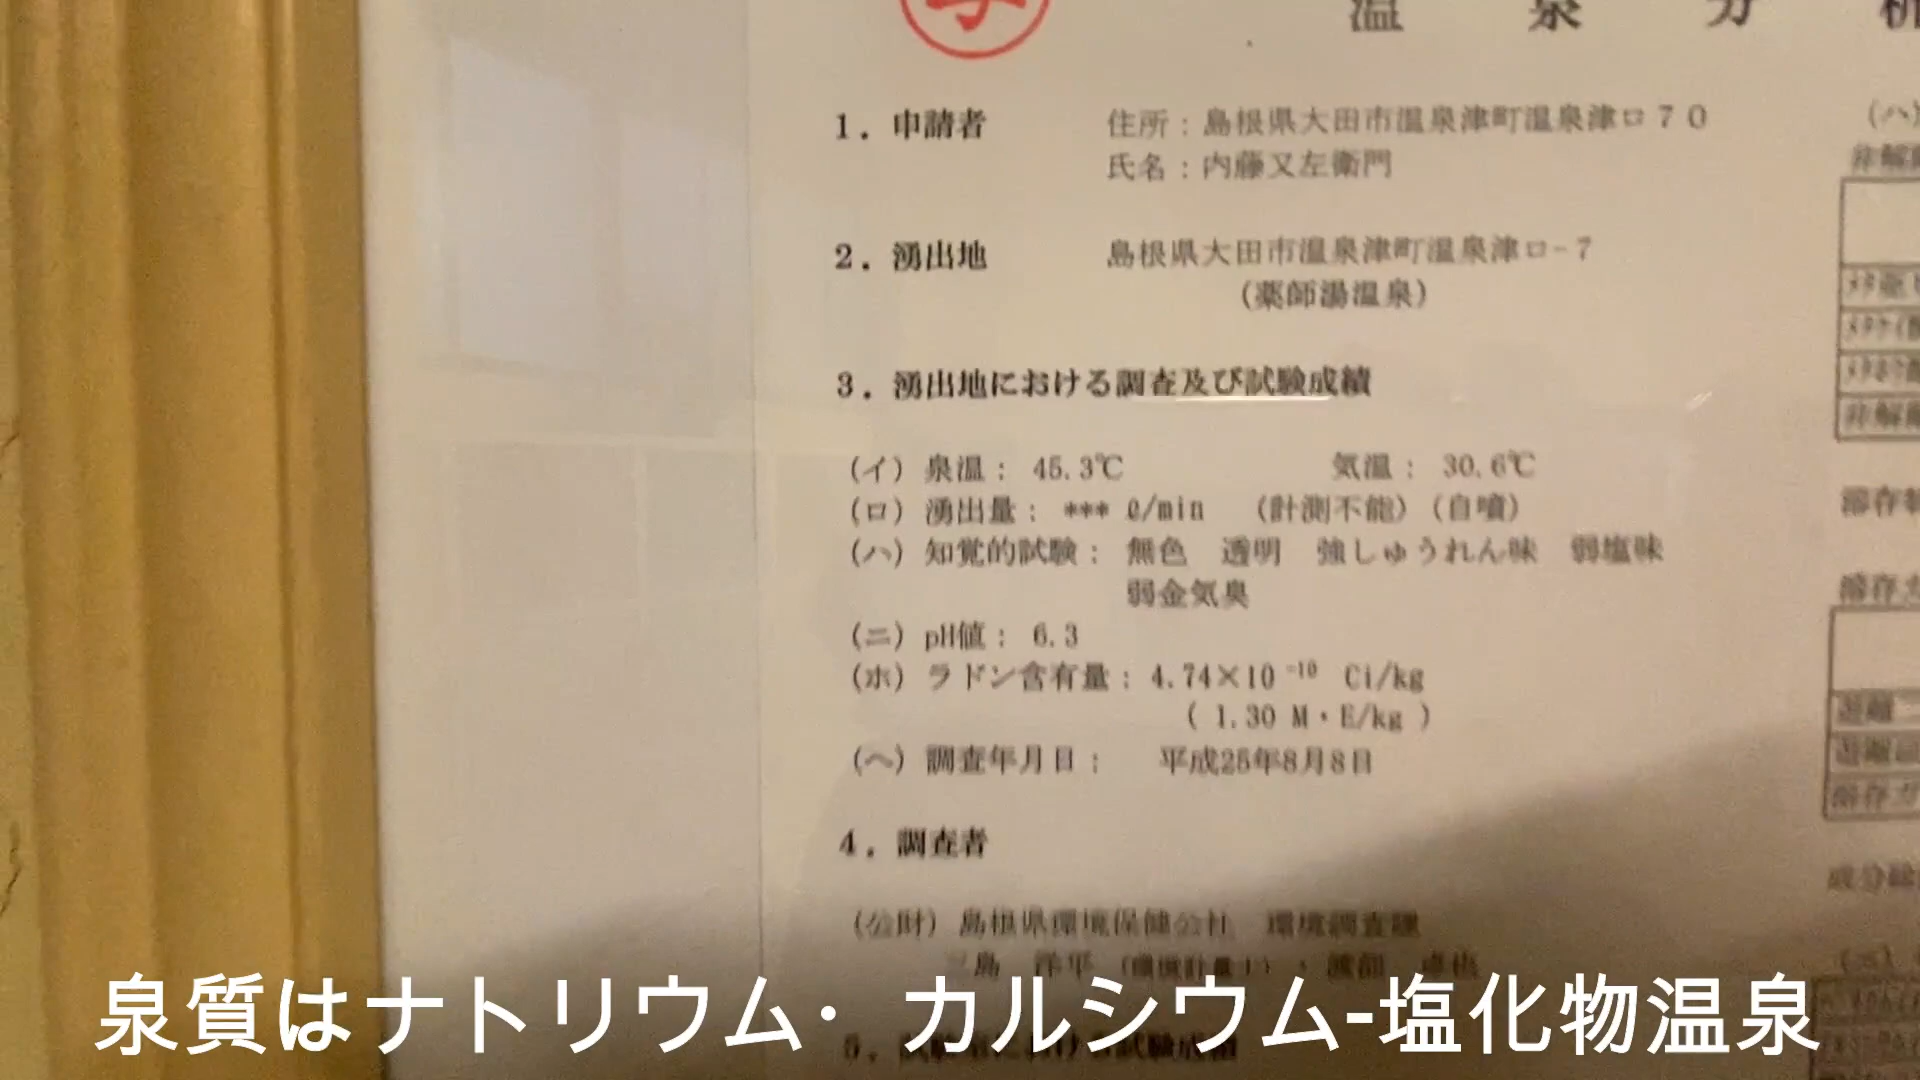 温泉分析
1. 申請者 住所:島根県大田市温泉津町温泉津ロ70
氏名:内藤又左衛門
(ハ)
非解
2. 湧出地 島根県大田市温泉津町温泉津ロ-7
(薬師湯温泉)
3. 湧出地における調査及び試験成績
非解
(イ) 泉温: 45.3℃ 気温: 30.6℃
(ロ) 湧出量: *** ℓ/min (計測不能) (自噴)
溶存
(ハ) 知覚的試験: 無色 透明 強しゅうれん味 弱塩味
弱金気臭
溶存ガ
(ニ) pH値: 6.3
(ホ) ラドン含有量: 4.74×10⁻¹⁰ Ci/kg
( 1.30 M・E/kg )
(ヘ) 調査年月日: 平成25年8月8日
4. 調査者
(公財) 島根県環境保健公社 環境調査課
泉質はナトリウム・カルシウム-塩化物温泉